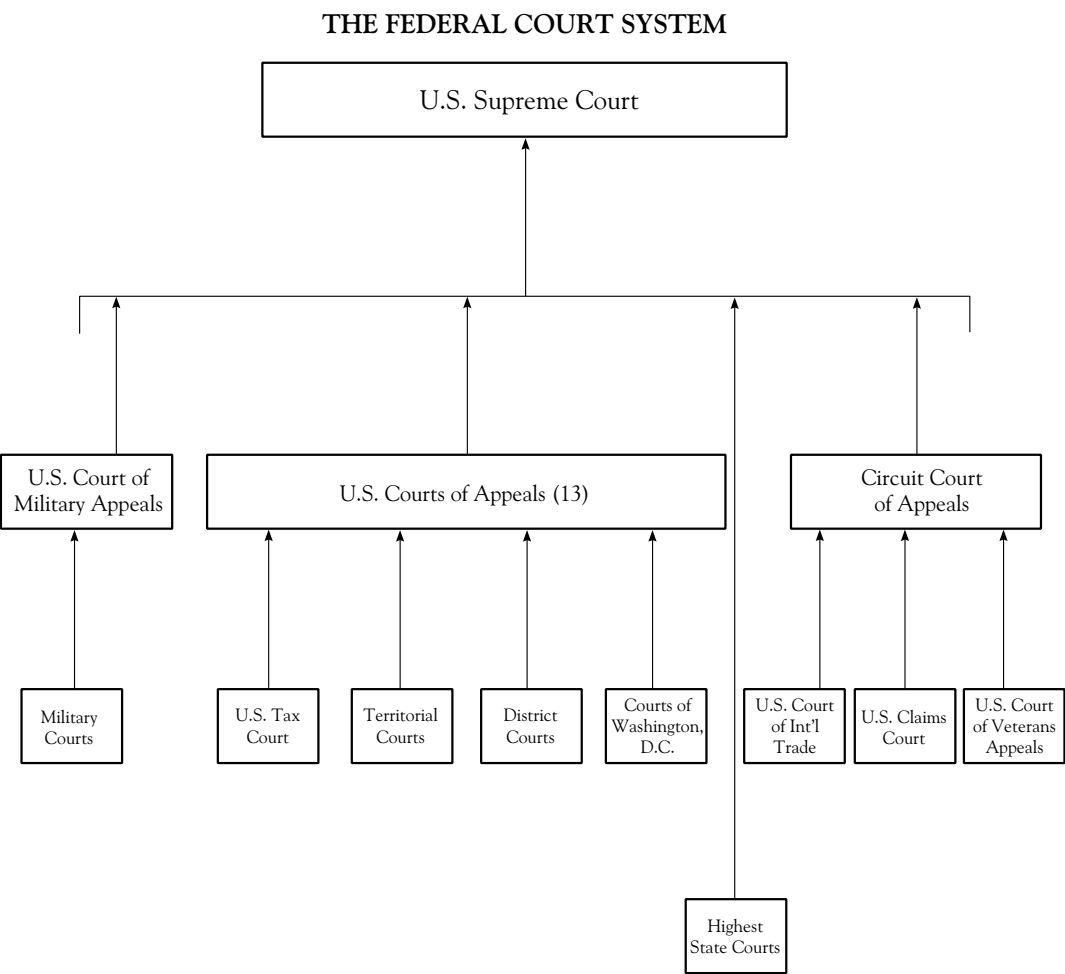 THE FEDERAL COURT SYSTEM
U.S. Supreme Court
U.S. Court of
Military Appeals
U.S. Courts of Appeals (13)
Circuit Court
of Appeals
Military
Courts
U.S. Tax
Court
Territorial
Courts
District
Courts
Courts of
Washington,
D.C.
U.S. Court
of Int'l
Trade
U.S. Claims
Court
U.S. Court
of Veterans
Appeals
Highest
State Courts